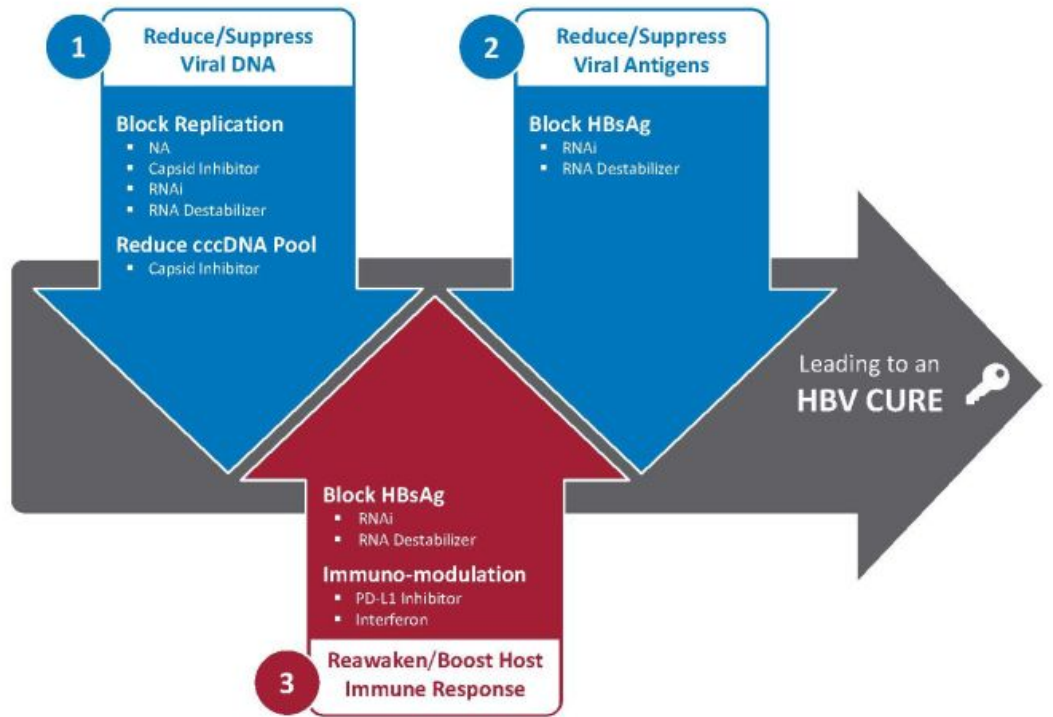 1
Reduce/Suppress
Viral DNA
Block Replication
▪ NA
▪ Capsid Inhibitor
▪ RNAi
▪ RNA Destabilizer
Reduce cccDNA Pool
▪ Capsid Inhibitor
2
Reduce/Suppress
Viral Antigens
Block HBsAg
▪ RNAi
▪ RNA Destabilizer
Leading to an
HBV CURE
Block HBsAg
▪ RNAi
▪ RNA Destabilizer
Immuno-modulation
▪ PD-L1 Inhibitor
▪ Interferon
3
Reawaken/Boost Host
Immune Response